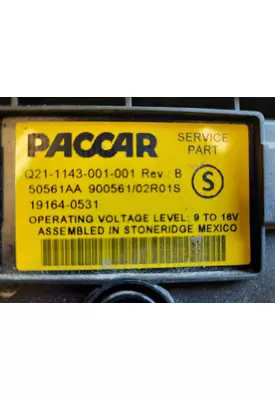 PACCAR
SERVICE PART
Q21-1143-001-001 Rev: B
50561AA 900561/02R01S
S
19164-0531
OPERATING VOLTAGE LEVEL: 9 TO 16V
ASSEMBLED IN STONERIDGE MEXICO